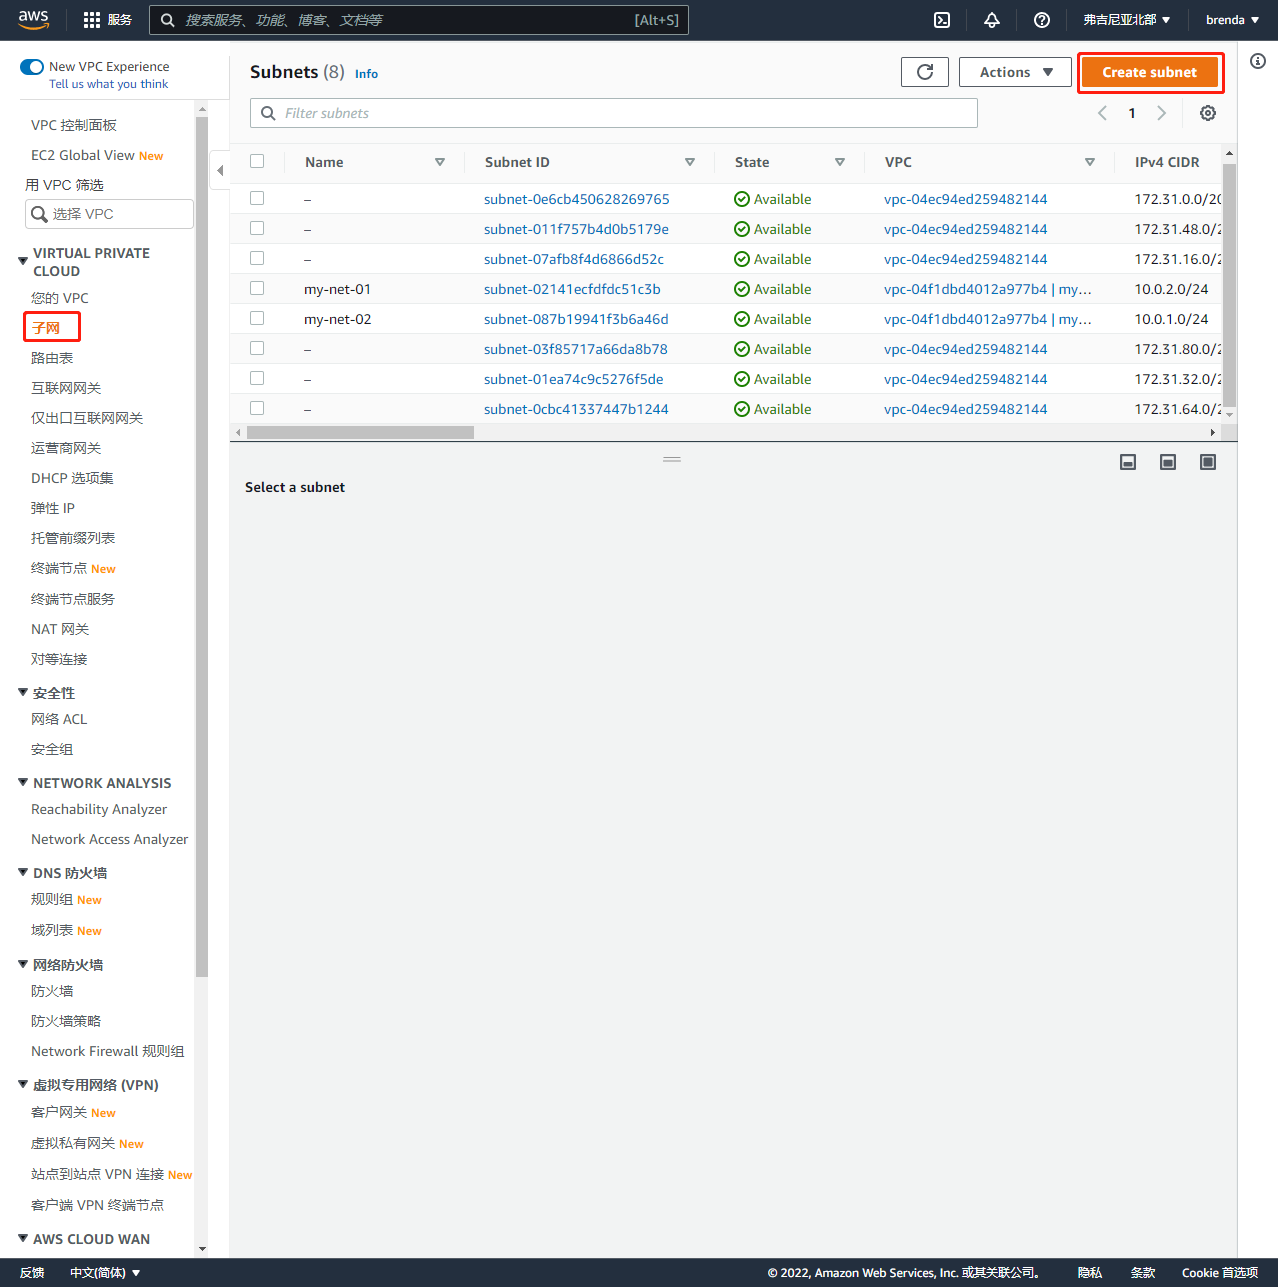 aws 服务 搜索服务、功能、博客、文档等 [Alt+S] 弗吉尼亚北部 brenda
New VPC Experience
Tell us what you think
VPC 控制面板
EC2 Global View New
用 VPC 筛选
选择 VPC
VIRTUAL PRIVATE
CLOUD
您的 VPC
子网
路由表
互联网网关
仅出口互联网网关
运营商网关
DHCP 选项集
弹性 IP
托管前缀列表
终端节点 New
终端节点服务
NAT 网关
对等连接
安全性
网络 ACL
安全组
NETWORK ANALYSIS
Reachability Analyzer
Network Access Analyzer
DNS 防火墙
规则组 New
域列表 New
网络防火墙
防火墙
防火墙策略
Network Firewall 规则组
虚拟专用网络 (VPN)
客户网关 New
虚拟私有网关 New
站点到站点 VPN 连接 New
客户端 VPN 终端节点
AWS CLOUD WAN
Subnets (8) Info Actions Create subnet
Filter subnets 1
Name Subnet ID State VPC IPv4 CIDR
– subnet-0e6cb450628269765 Available vpc-04ec94ed259482144 172.31.0.0/20
– subnet-011f757b4d0b5179e Available vpc-04ec94ed259482144 172.31.48.0/2
– subnet-07afb8f4d6866d52c Available vpc-04ec94ed259482144 172.31.16.0/2
my-net-01 subnet-02141ecfdfdc51c3b Available vpc-04f1dbd4012a977b4 | my… 10.0.2.0/24
my-net-02 subnet-087b19941f3b6a46d Available vpc-04f1dbd4012a977b4 | my… 10.0.1.0/24
– subnet-03f85717a66da8b78 Available vpc-04ec94ed259482144 172.31.80.0/2
– subnet-01ea74c9c5276f5de Available vpc-04ec94ed259482144 172.31.32.0/2
– subnet-0cbc41337447b1244 Available vpc-04ec94ed259482144 172.31.64.0/2
Select a subnet
反馈 中文(简体) © 2022, Amazon Web Services, Inc. 或其关联公司。 隐私 条款 Cookie 首选项